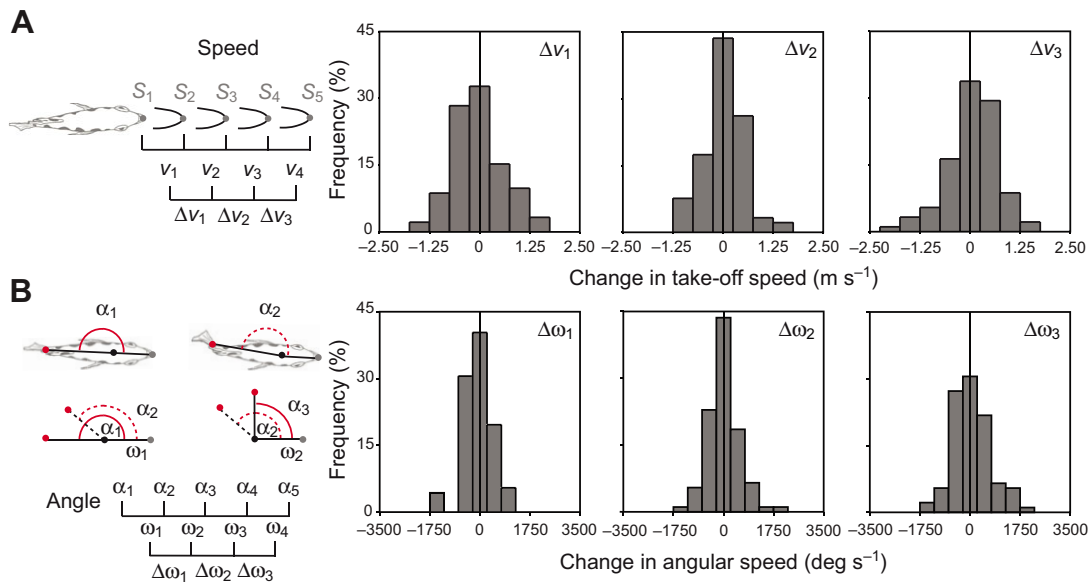 A
Speed
S1 S2 S3 S4 S5
v1 v2 v3 v4
Δv1 Δv2 Δv3
Frequency (%)
45
30
15
0
Δv1
Δv2
Δv3
–2.50 –1.25 0 1.25 2.50
–2.50 –1.25 0 1.25 2.50
–2.50 –1.25 0 1.25 2.50
Change in take-off speed (m s–1)
B
α1 α2
α2 α1 ω1
α3 α2 ω2
Angle α1 α2 α3 α4 α5
ω1 ω2 ω3 ω4
Δω1 Δω2 Δω3
Frequency (%)
45
30
15
0
Δω1
Δω2
Δω3
–3500 –1750 0 1750 3500
–3500 –1750 0 1750 3500
–3500 –1750 0 1750 3500
Change in angular speed (deg s–1)